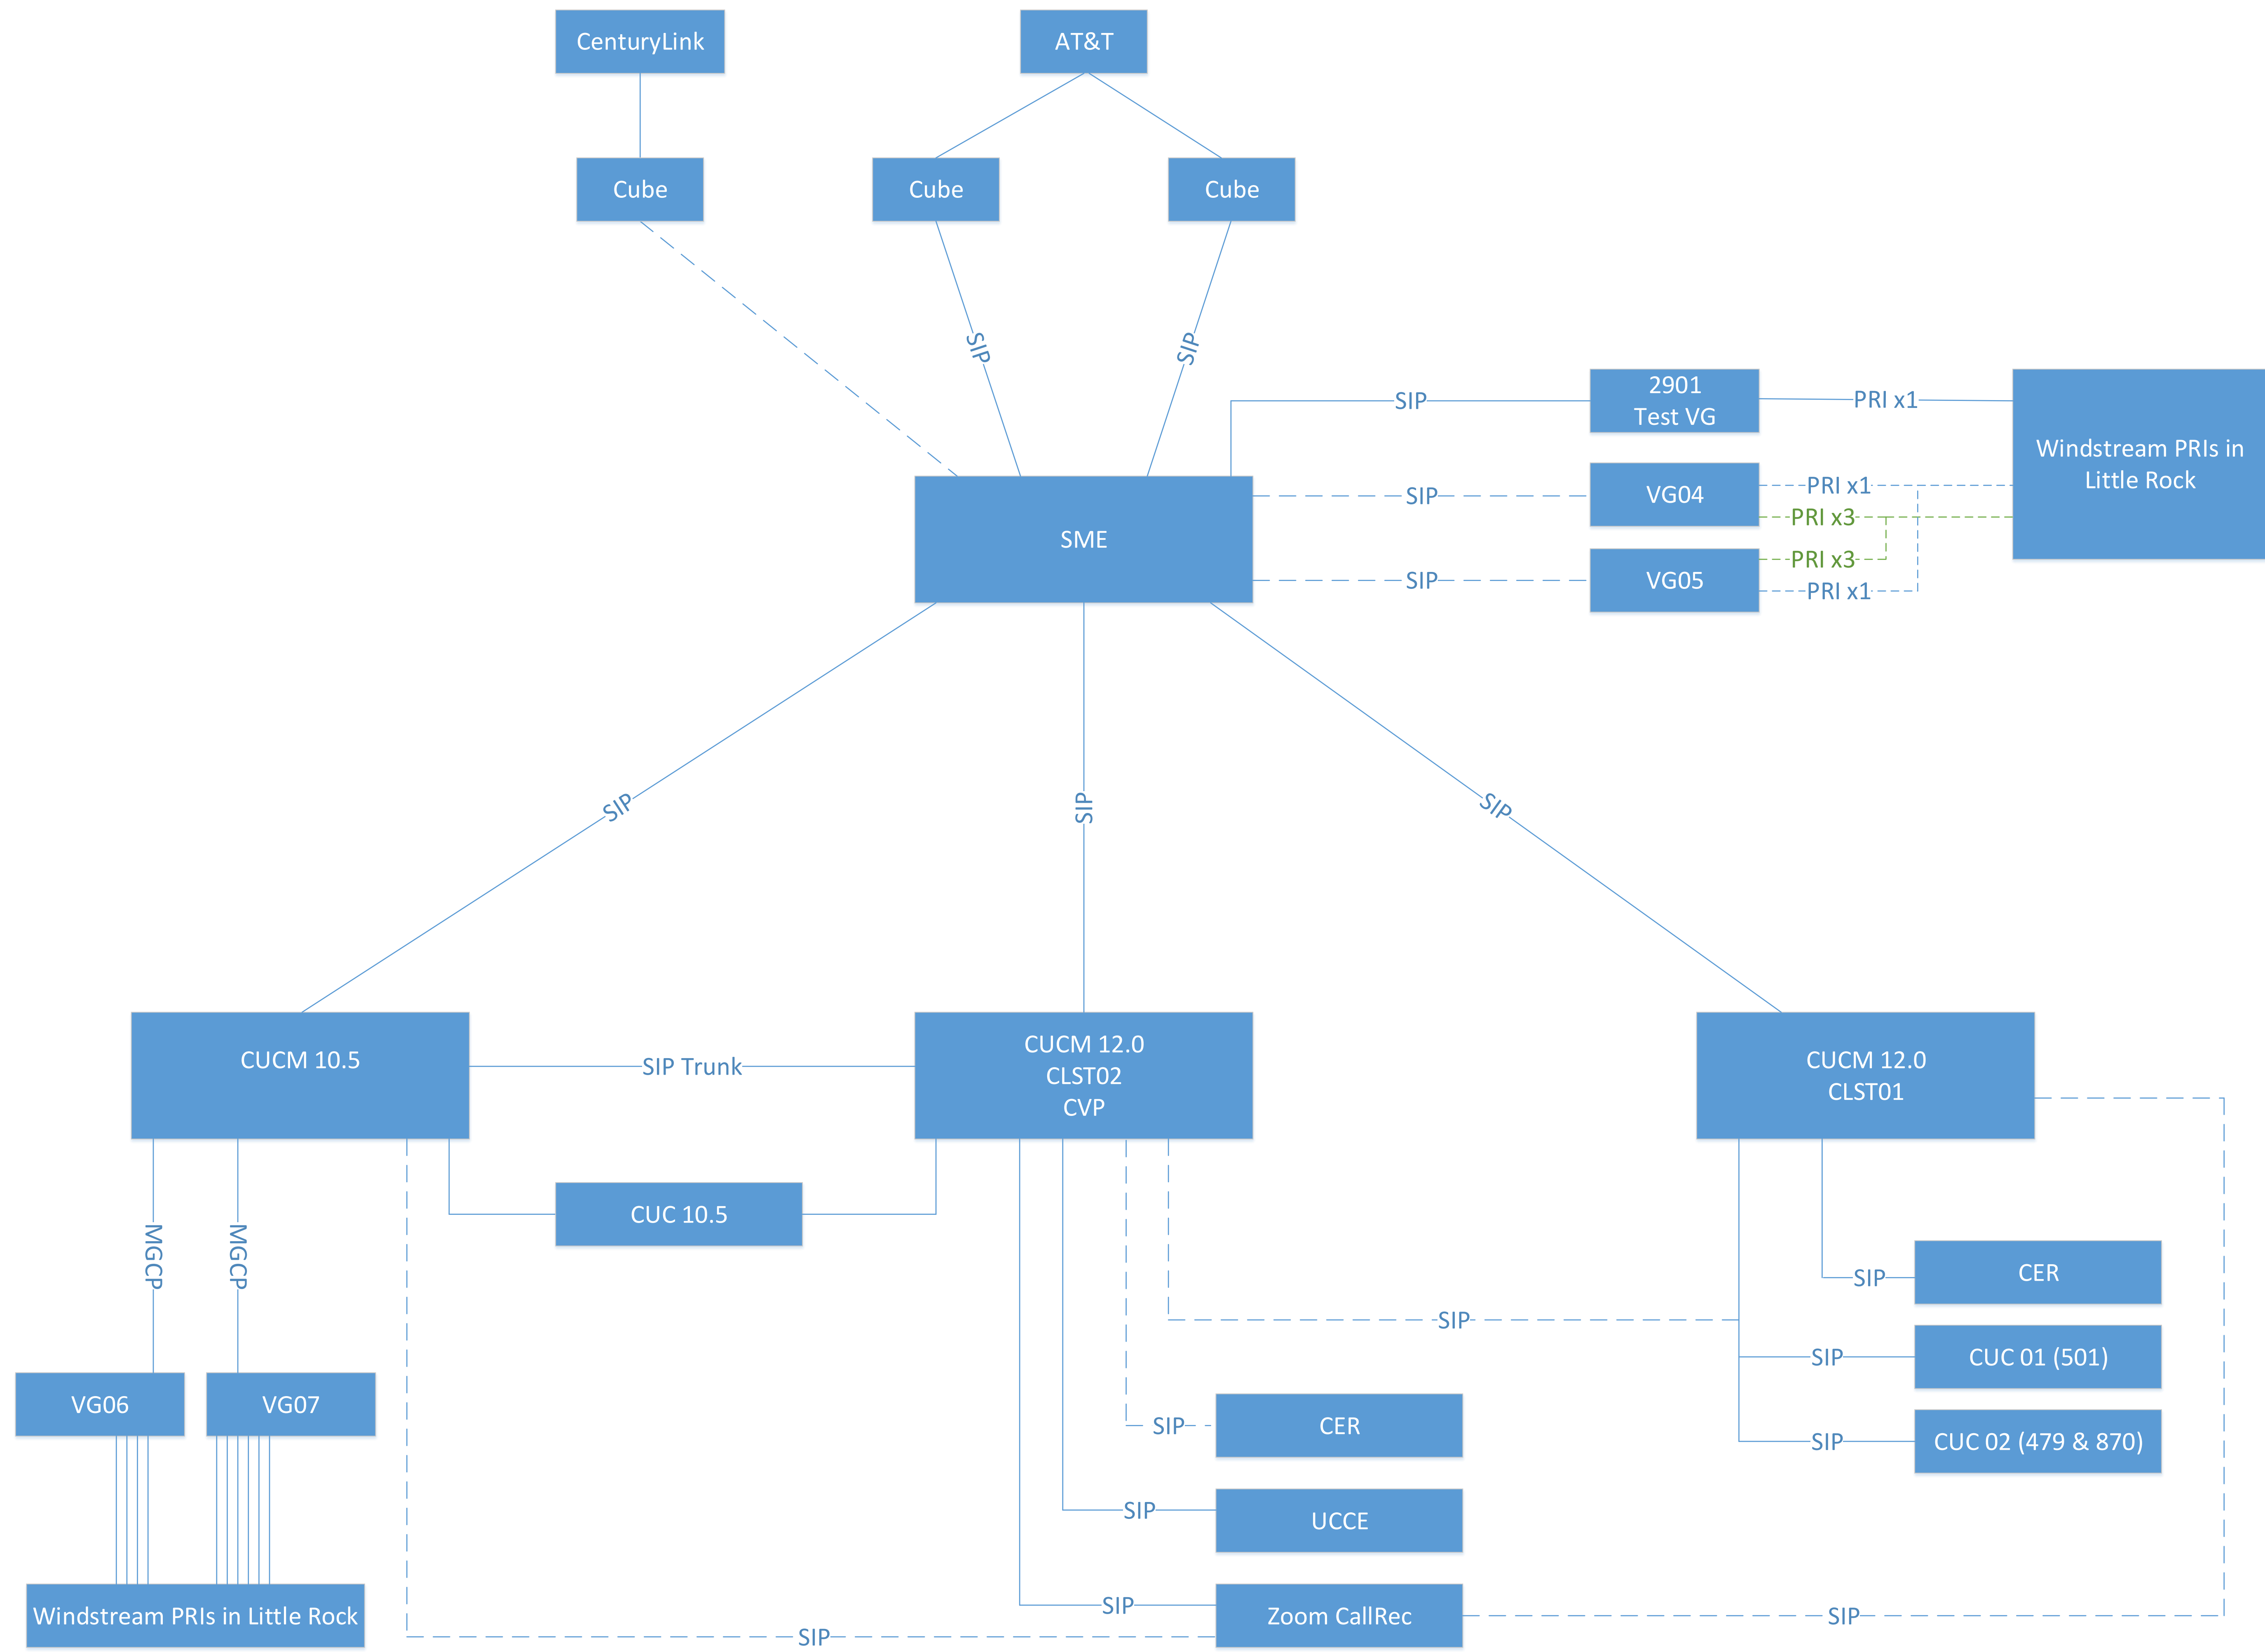 CenturyLink
AT&T
Cube
Cube
Cube
SIP
SIP
SIP
2901
Test VG
PRI x1
Windstream PRIs in
Little Rock
SIP
VG04
PRI x1
PRI x3
SME
PRI x3
SIP
VG05
PRI x1
SIP
SIP
SIP
CUCM 10.5
SIP Trunk
CUCM 12.0
CLST02
CVP
CUCM 12.0
CLST01
CUC 10.5
MGCP
MGCP
SIP
CER
SIP
SIP
CUC 01 (501)
VG06
VG07
SIP
CER
SIP
CUC 02 (479 & 870)
SIP
UCCE
SIP
Windstream PRIs in Little Rock
Zoom CallRec
SIP
SIP